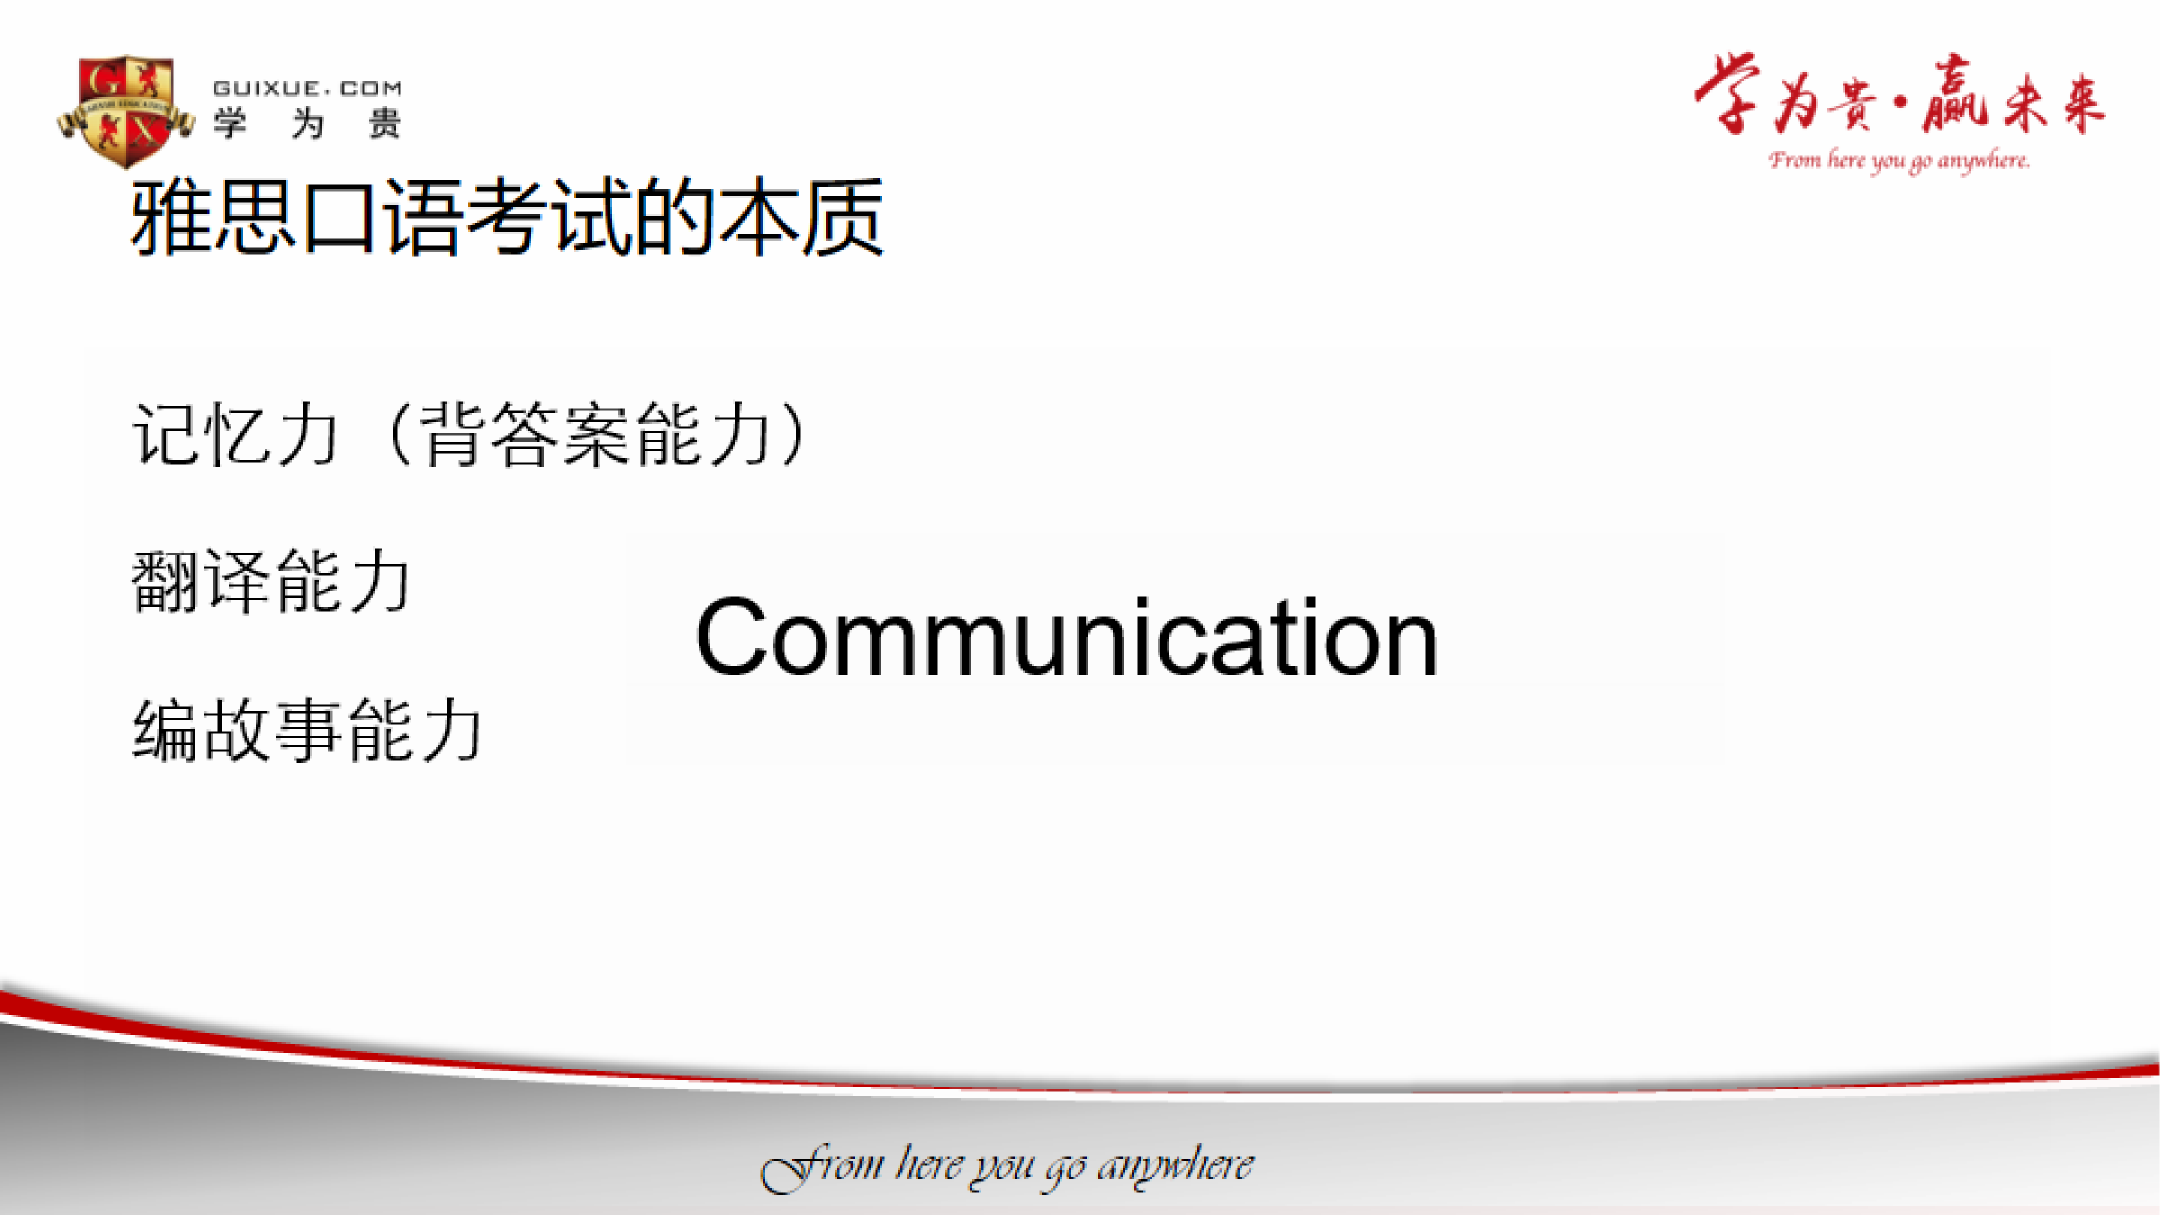 GUIXUE.COM
学为贵
学为贵·赢未来
From here you go anywhere.
雅思口语考试的本质
记忆力（背答案能力）
翻译能力
Communication
编故事能力
From here you go anywhere